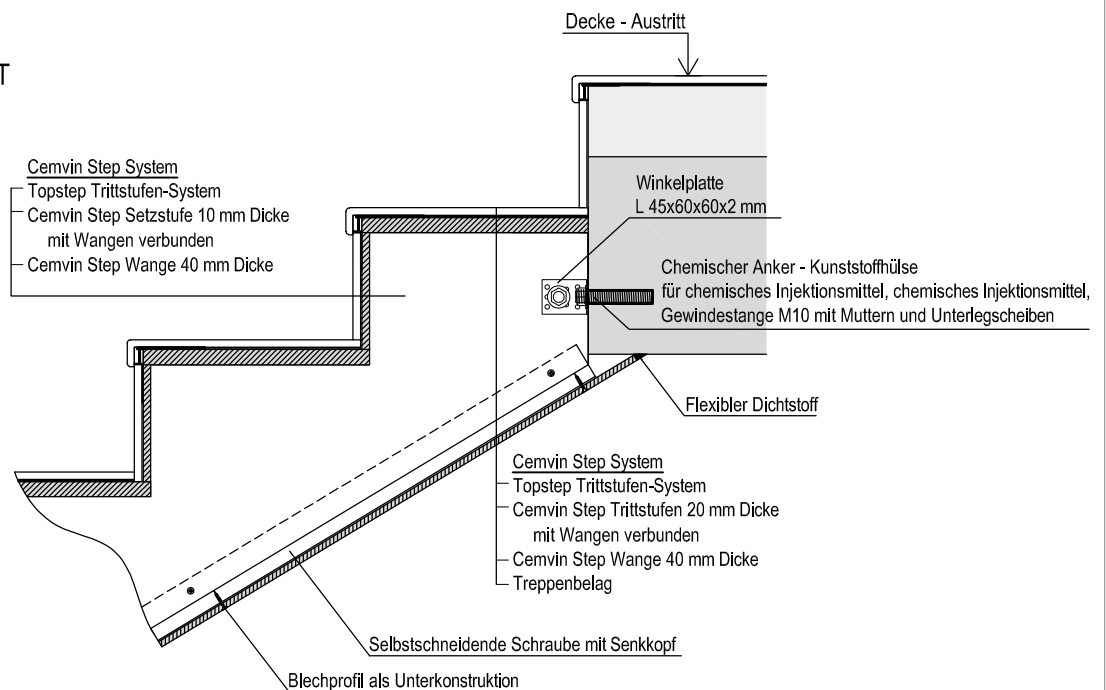 Decke - Austritt
T
Cemvin Step System
Topstep Trittstufen-System
Cemvin Step Setzstufe 10 mm Dicke
mit Wangen verbunden
Cemvin Step Wange 40 mm Dicke
Winkelplatte
L 45x60x60x2 mm
Chemischer Anker - Kunststoffhülse
für chemisches Injektionsmittel, chemisches Injektionsmittel,
Gewindestange M10 mit Muttern und Unterlegscheiben
Flexibler Dichtstoff
Cemvin Step System
Topstep Trittstufen-System
Cemvin Step Trittstufen 20 mm Dicke
mit Wangen verbunden
Cemvin Step Wange 40 mm Dicke
Treppenbelag
Selbstschneidende Schraube mit Senkkopf
Blechprofil als Unterkonstruktion